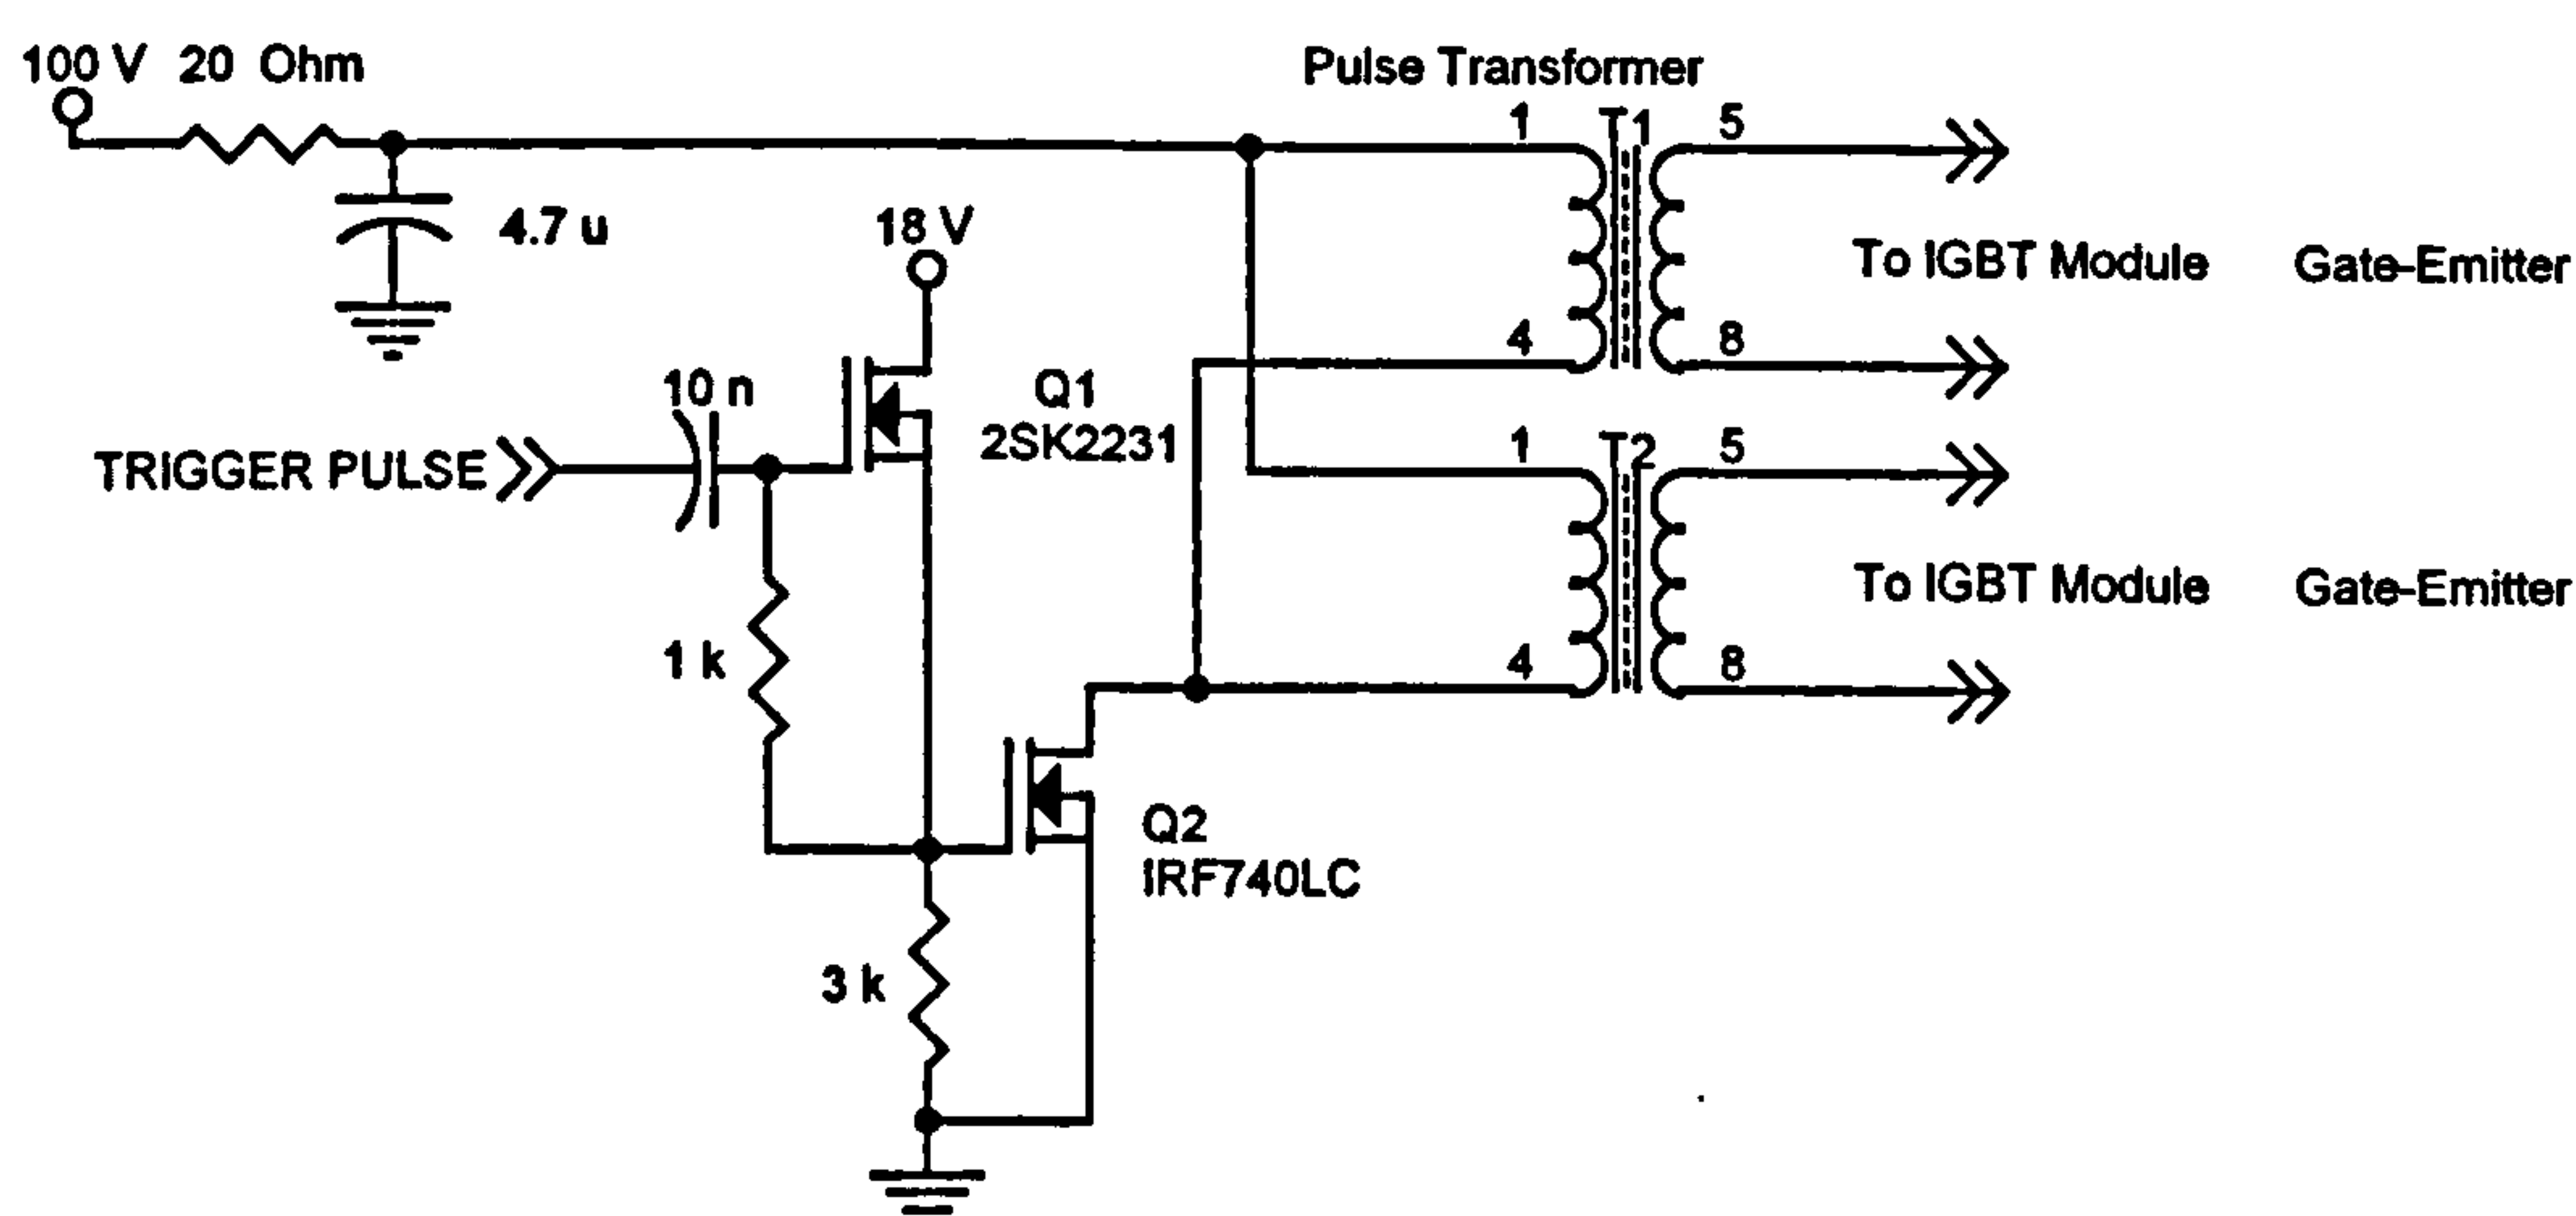 100 V 20 Ohm
Pulse Transformer
1 T1 5
4.7 u
18 V
To IGBT Module Gate-Emitter
4 8
10 n
Q1
2SK2231
TRIGGER PULSE
1 T2 5
To IGBT Module Gate-Emitter
1 k
4 8
Q2
IRF740LC
3 k